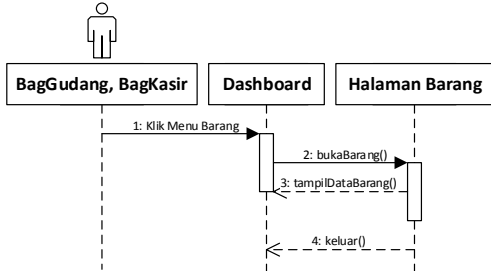 BagGudang, BagKasir
Dashboard
Halaman Barang
1: Klik Menu Barang
2: bukaBarang()
3: tampilDataBarang()
4: keluar()